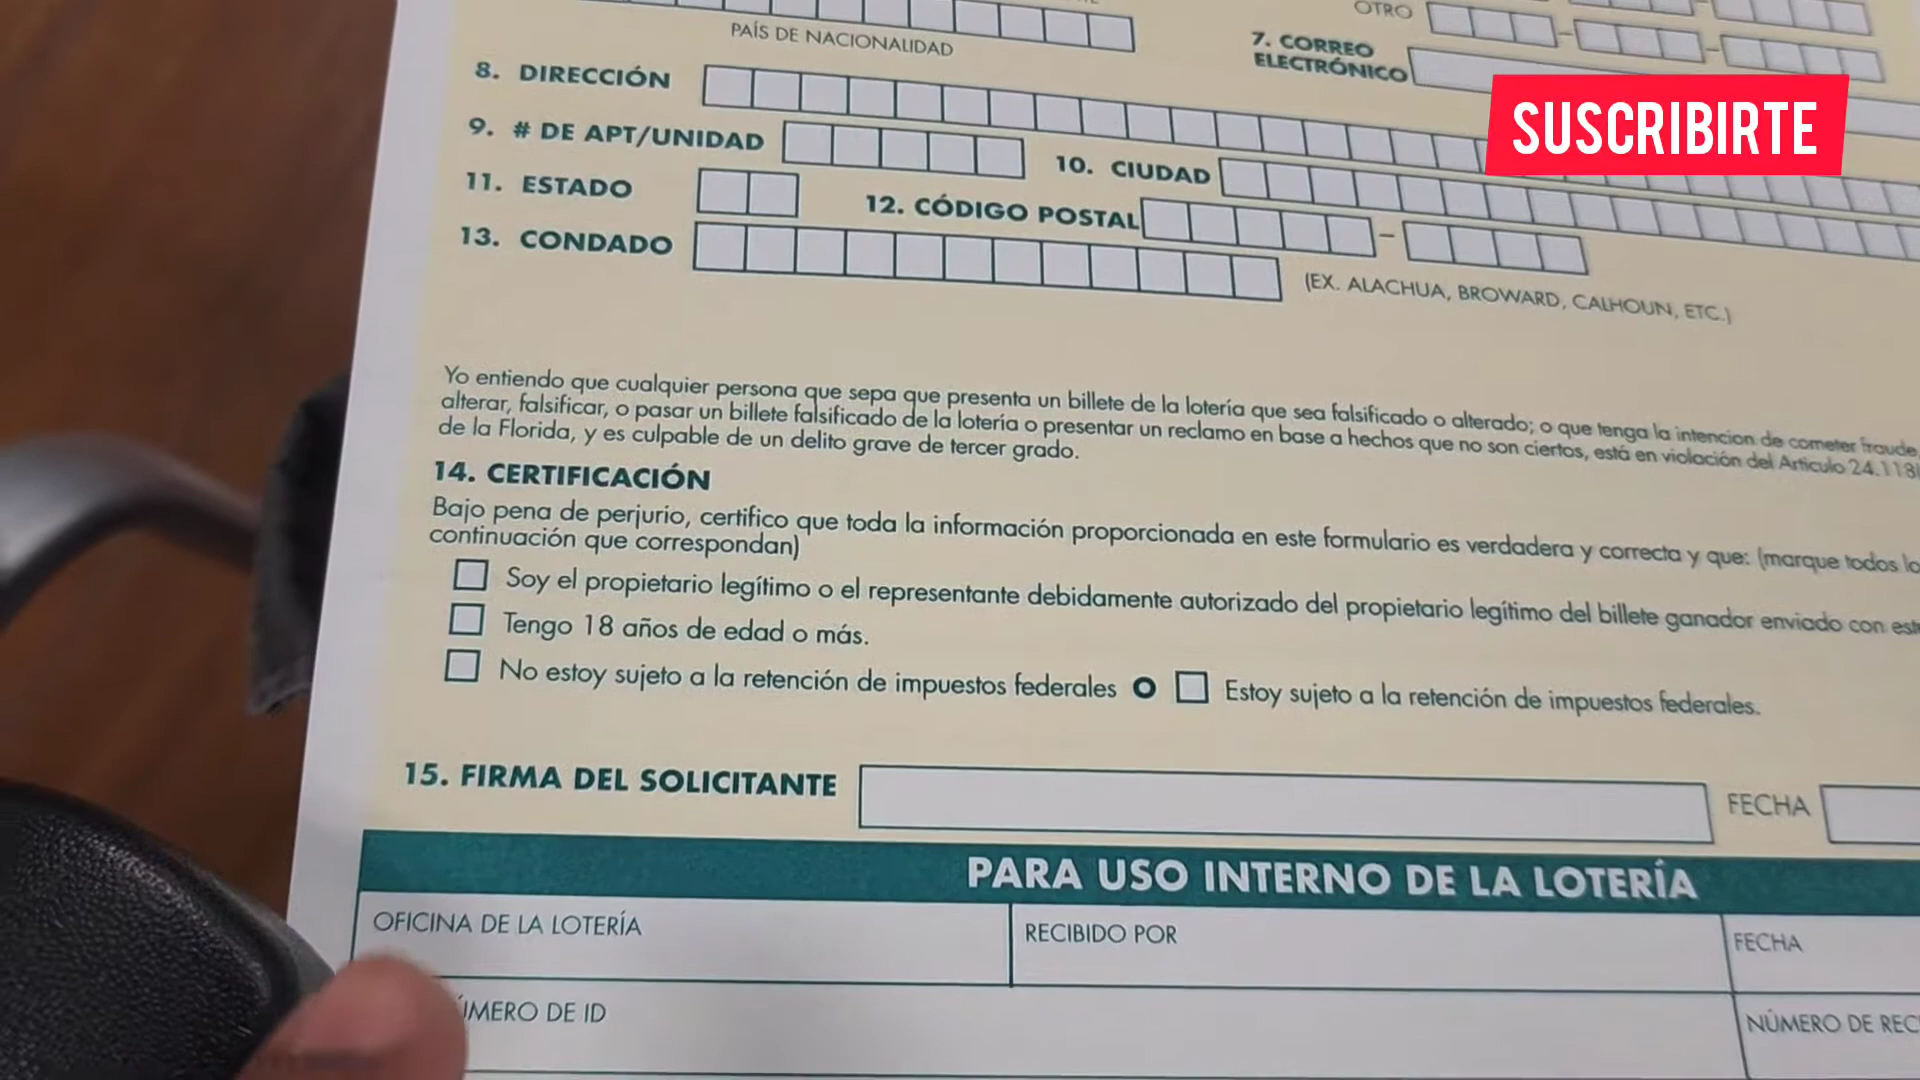 OTRO
PAÍS DE NACIONALIDAD
7. CORREO
ELECTRÓNICO
8. DIRECCIÓN
SUSCRIBIRTE
9. # DE APT/UNIDAD
10. CIUDAD
11. ESTADO
12. CÓDIGO POSTAL
13. CONDADO
(EX. ALACHUA, BROWARD, CALHOUN, ETC.)
Yo entiendo que cualquier persona que sepa que presenta un billete de la lotería que sea falsificado o alterado; o que tenga la intencion de cometer fraude,
alterar, falsificar, o pasar un billete falsificado de la lotería o presentar un reclamo en base a hechos que no son ciertos, está en violación del Artículo 24.118
de la Florida, y es culpable de un delito grave de tercer grado.
14. CERTIFICACIÓN
Bajo pena de perjurio, certifico que toda la información proporcionada en este formulario es verdadera y correcta y que: (marque todos lo
continuación que correspondan)
Soy el propietario legítimo o el representante debidamente autorizado del propietario legítimo del billete ganador enviado con este
Tengo 18 años de edad o más.
No estoy sujeto a la retención de impuestos federales O Estoy sujeto a la retención de impuestos federales.
15. FIRMA DEL SOLICITANTE
FECHA
PARA USO INTERNO DE LA LOTERÍA
OFICINA DE LA LOTERÍA
RECIBIDO POR
FECHA
ÚMERO DE ID
NÚMERO DE REC